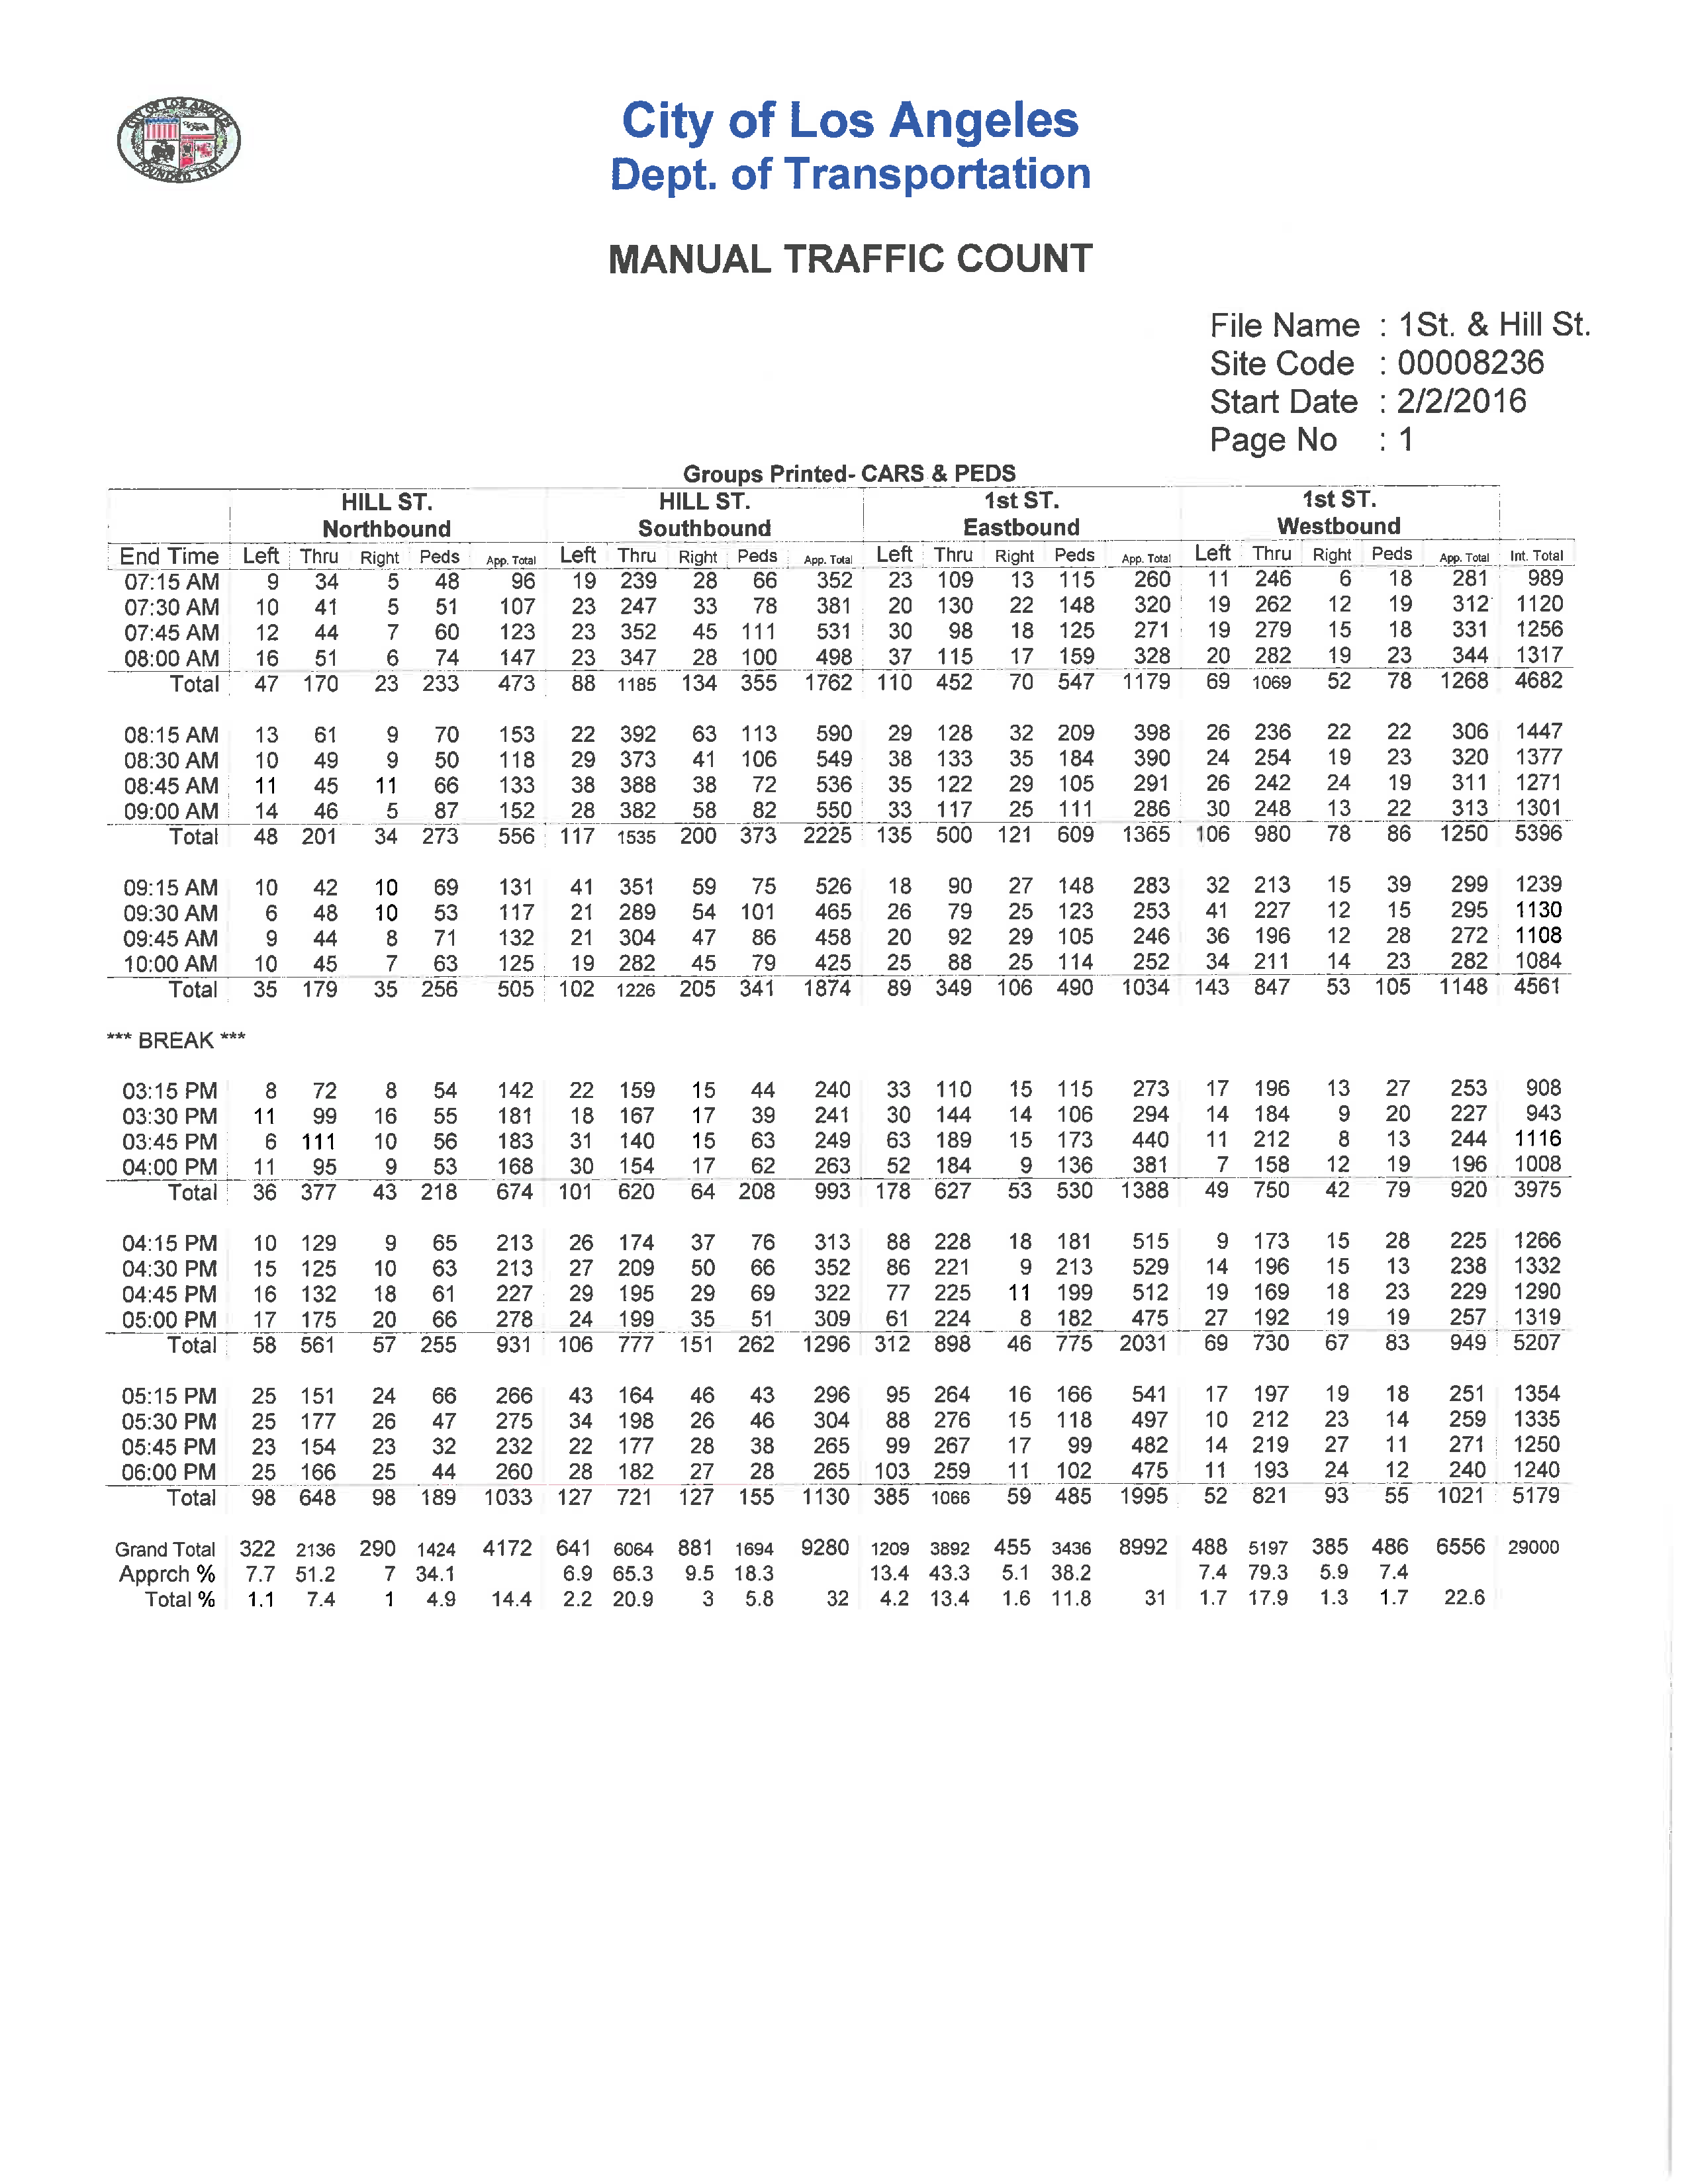 CITY OF LOS ANGELES
FOUNDED 1781
City of Los Angeles
Dept. of Transportation
MANUAL TRAFFIC COUNT
File Name : 1St. & Hill St.
Site Code : 00008236
Start Date : 2/2/2016
Page No : 1
Groups Printed- CARS & PEDS
HILL ST. HILL ST. 1st ST. 1st ST.
Northbound Southbound Eastbound Westbound
End Time Left Thru Right Peds App. Total Left Thru Right Peds App. Total Left Thru Right Peds App. Total Left Thru Right Peds App. Total Int. Total
07:15 AM 9 34 5 48 96 19 239 28 66 352 23 109 13 115 260 11 246 6 18 281 989
07:30 AM 10 41 5 51 107 23 247 33 78 381 20 130 22 148 320 19 262 12 19 312 1120
07:45 AM 12 44 7 60 123 23 352 45 111 531 30 98 18 125 271 19 279 15 18 331 1256
08:00 AM 16 51 6 74 147 23 347 28 100 498 37 115 17 159 328 20 282 19 23 344 1317
Total 47 170 23 233 473 88 1185 134 355 1762 110 452 70 547 1179 69 1069 52 78 1268 4682
08:15 AM 13 61 9 70 153 22 392 63 113 590 29 128 32 209 398 26 236 22 22 306 1447
08:30 AM 10 49 9 50 118 29 373 41 106 549 38 133 35 184 390 24 254 19 23 320 1377
08:45 AM 11 45 11 66 133 38 388 38 72 536 35 122 29 105 291 26 242 24 19 311 1271
09:00 AM 14 46 5 87 152 28 382 58 82 550 33 117 25 111 286 30 248 13 22 313 1301
Total 48 201 34 273 556 117 1535 200 373 2225 135 500 121 609 1365 106 980 78 86 1250 5396
09:15 AM 10 42 10 69 131 41 351 59 75 526 18 90 27 148 283 32 213 15 39 299 1239
09:30 AM 6 48 10 53 117 21 289 54 101 465 26 79 25 123 253 41 227 12 15 295 1130
09:45 AM 9 44 8 71 132 21 304 47 86 458 20 92 29 105 246 36 196 12 28 272 1108
10:00 AM 10 45 7 63 125 19 282 45 79 425 25 88 25 114 252 34 211 14 23 282 1084
Total 35 179 35 256 505 102 1226 205 341 1874 89 349 106 490 1034 143 847 53 105 1148 4561
*** BREAK ***
03:15 PM 8 72 8 54 142 22 159 15 44 240 33 110 15 115 273 17 196 13 27 253 908
03:30 PM 11 99 16 55 181 18 167 17 39 241 30 144 14 106 294 14 184 9 20 227 943
03:45 PM 6 111 10 56 183 31 140 15 63 249 63 189 15 173 440 11 212 8 13 244 1116
04:00 PM 11 95 9 53 168 30 154 17 62 263 52 184 9 136 381 7 158 12 19 196 1008
Total 36 377 43 218 674 101 620 64 208 993 178 627 53 530 1388 49 750 42 79 920 3975
04:15 PM 10 129 9 65 213 26 174 37 76 313 88 228 18 181 515 9 173 15 28 225 1266
04:30 PM 15 125 10 63 213 27 209 50 66 352 86 221 9 213 529 14 196 15 13 238 1332
04:45 PM 16 132 18 61 227 29 195 29 69 322 77 225 11 199 512 19 169 18 23 229 1290
05:00 PM 17 175 20 66 278 24 199 35 51 309 61 224 8 182 475 27 192 19 19 257 1319
Total 58 561 57 255 931 106 777 151 262 1296 312 898 46 775 2031 69 730 67 83 949 5207
05:15 PM 25 151 24 66 266 43 164 46 43 296 95 264 16 166 541 17 197 19 18 251 1354
05:30 PM 25 177 26 47 275 34 198 26 46 304 88 276 15 118 497 10 212 23 14 259 1335
05:45 PM 23 154 23 32 232 22 177 28 38 265 99 267 17 99 482 14 219 27 11 271 1250
06:00 PM 25 166 25 44 260 28 182 27 28 265 103 259 11 102 475 11 193 24 12 240 1240
Total 98 648 98 189 1033 127 721 127 155 1130 385 1066 59 485 1995 52 821 93 55 1021 5179
Grand Total 322 2136 290 1424 4172 641 6064 881 1694 9280 1209 3892 455 3436 8992 488 5197 385 486 6556 29000
Apprch % 7.7 51.2 7 34.1 6.9 65.3 9.5 18.3 13.4 43.3 5.1 38.2 7.4 79.3 5.9 7.4
Total % 1.1 7.4 1 4.9 14.4 2.2 20.9 3 5.8 32 4.2 13.4 1.6 11.8 31 1.7 17.9 1.3 1.7 22.6